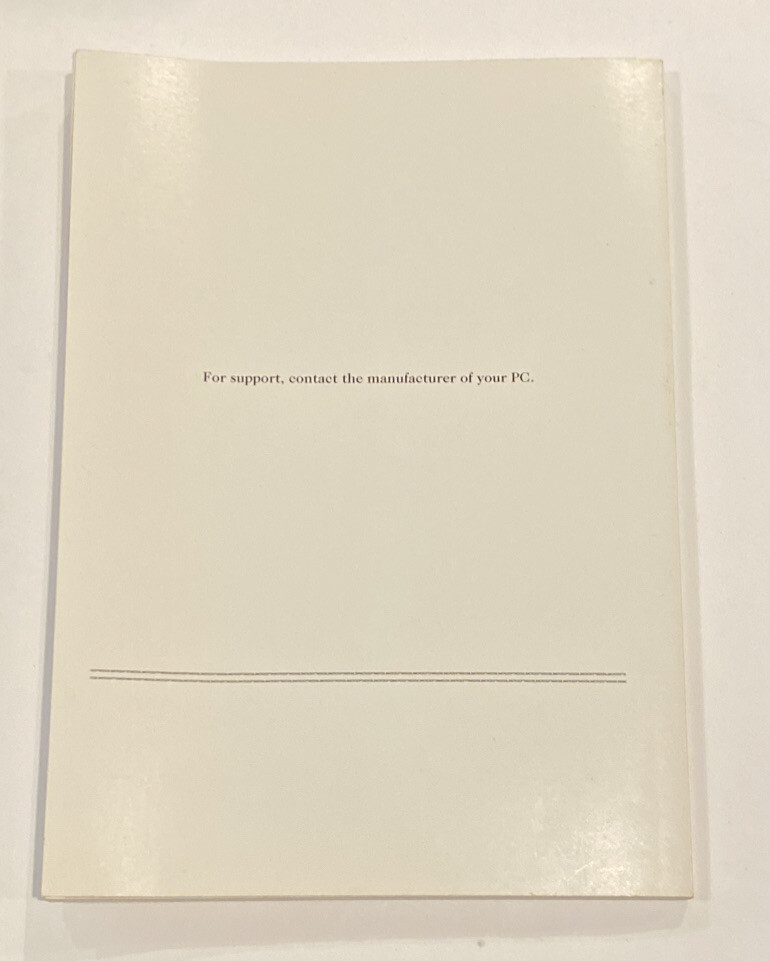 For support, contact the manufacturer of your PC.